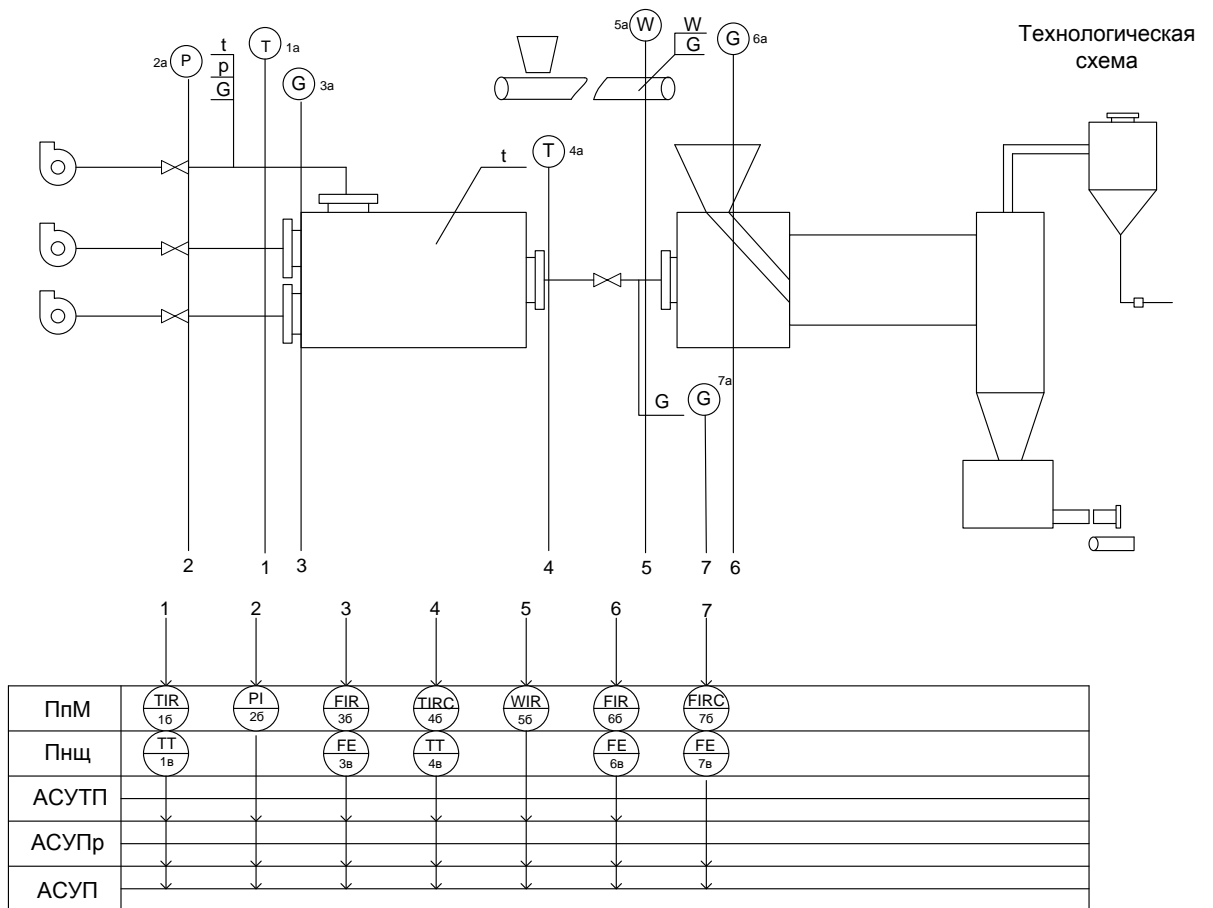 Технологическая
схема
5а W W
G
G 6а
T 1а
2а P
t
p
G
G 3а
t
T 4а
7а
G
G
2
1
3
4
5
7
6
1
2
3
4
5
6
7
ПпМ
TIR
1б
PI
2б
FIR
3б
TIRC
4б
WIR
5б
FIR
6б
FIRC
7б
Пнщ
TT
1в
FE
3в
TT
4в
FE
6в
FE
7в
АСУТП
АСУПр
АСУП